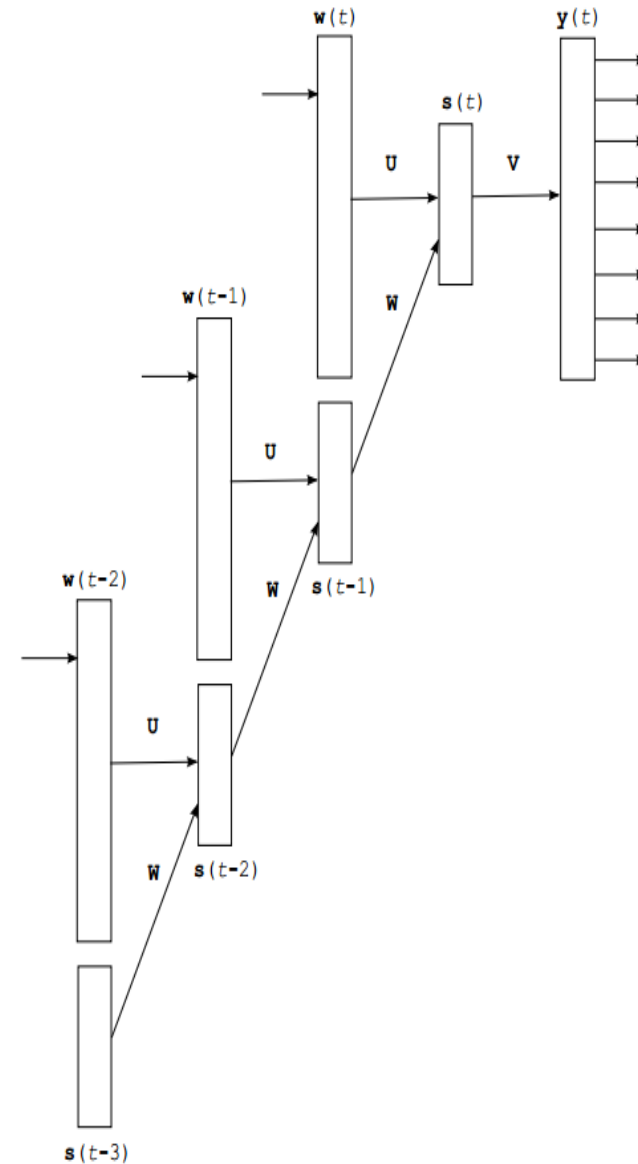 w(t)
y(t)
s(t)
U
V
w(t-1)
W
U
w(t-2)
W
s(t-1)
U
W
s(t-2)
s(t-3)